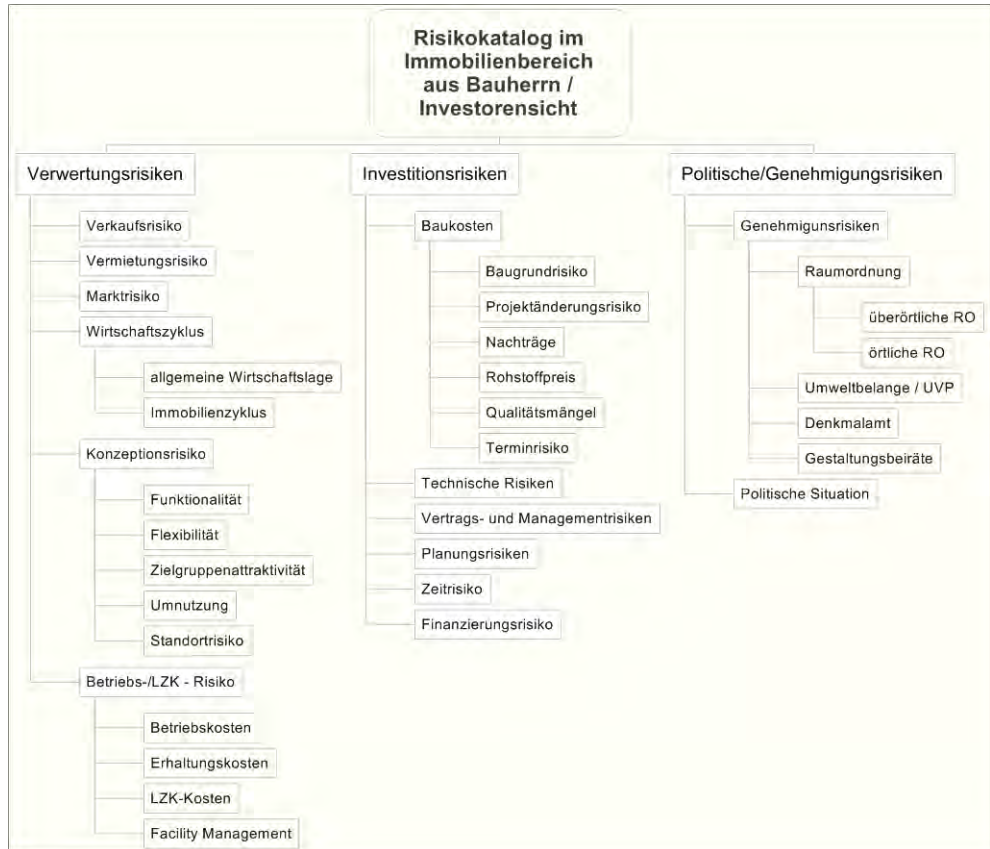 Risikokatalog im
Immobilienbereich
aus Bauherrn /
Investorensicht
Verwertungsrisiken
Verkaufsrisiko
Vermietungsrisiko
Marktrisiko
Wirtschaftszyklus
allgemeine Wirtschaftslage
Immobilienzyklus
Konzeptionsrisiko
Funktionalität
Flexibilität
Zielgruppenattraktivität
Umnutzung
Standortrisiko
Betriebs-/LZK - Risiko
Betriebskosten
Erhaltungskosten
LZK-Kosten
Facility Management
Investitionsrisiken
Baukosten
Baugrundrisiko
Projektänderungsrisiko
Nachträge
Rohstoffpreis
Qualitätsmängel
Terminrisiko
Technische Risiken
Vertrags- und Managementrisiken
Planungsrisiken
Zeitrisiko
Finanzierungsrisiko
Politische/Genehmigungsrisiken
Genehmigunsrisiken
Raumordnung
überörtliche RO
örtliche RO
Umweltbelange / UVP
Denkmalamt
Gestaltungsbeiräte
Politische Situation